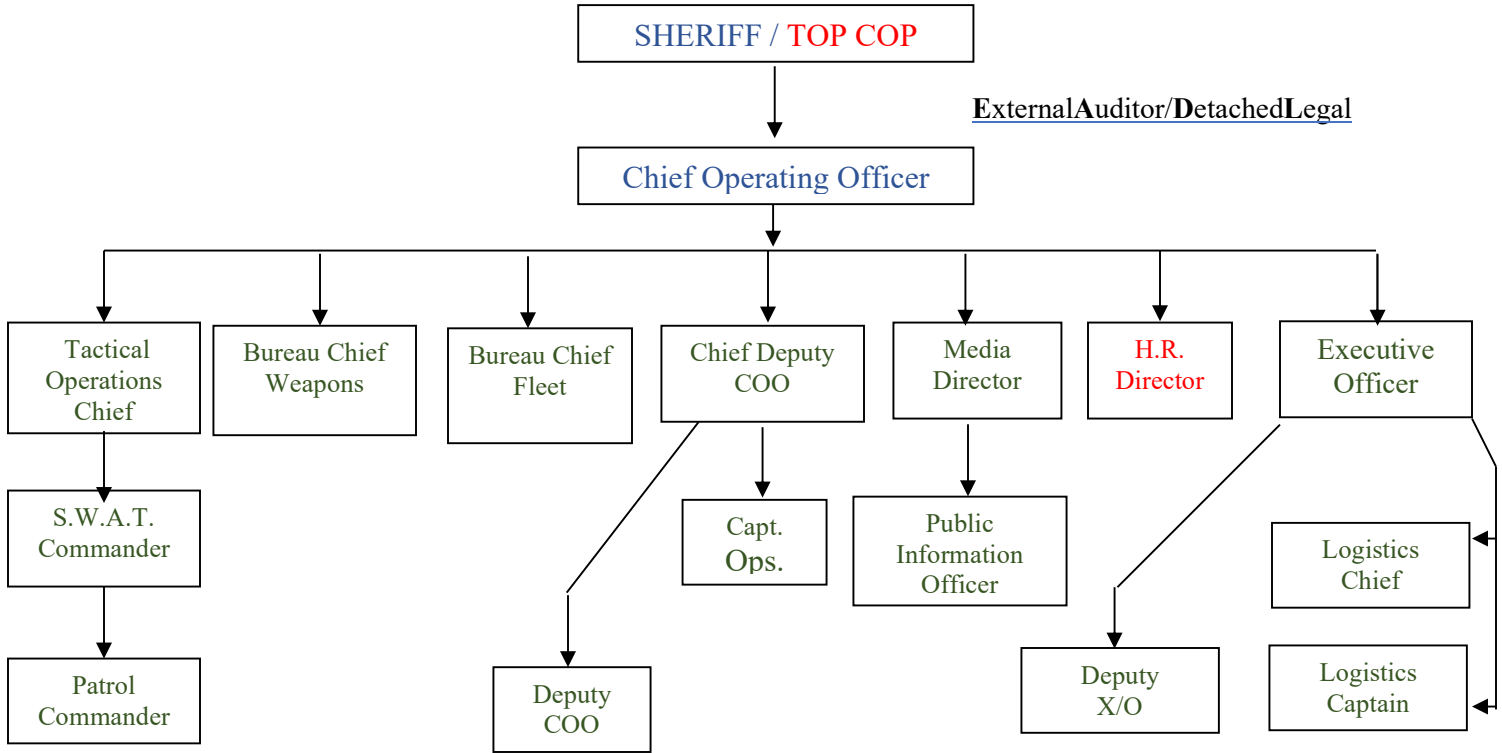 SHERIFF / TOP COP
ExternalAuditor/DetachedLegal
Chief Operating Officer
Tactical
Operations
Chief
Bureau Chief
Weapons
Bureau Chief
Fleet
Chief Deputy
COO
Media
Director
H.R.
Director
Executive
Officer
S.W.A.T.
Commander
Capt.
Ops.
Public
Information
Officer
Logistics
Chief
Patrol
Commander
Deputy
COO
Deputy
X/O
Logistics
Captain